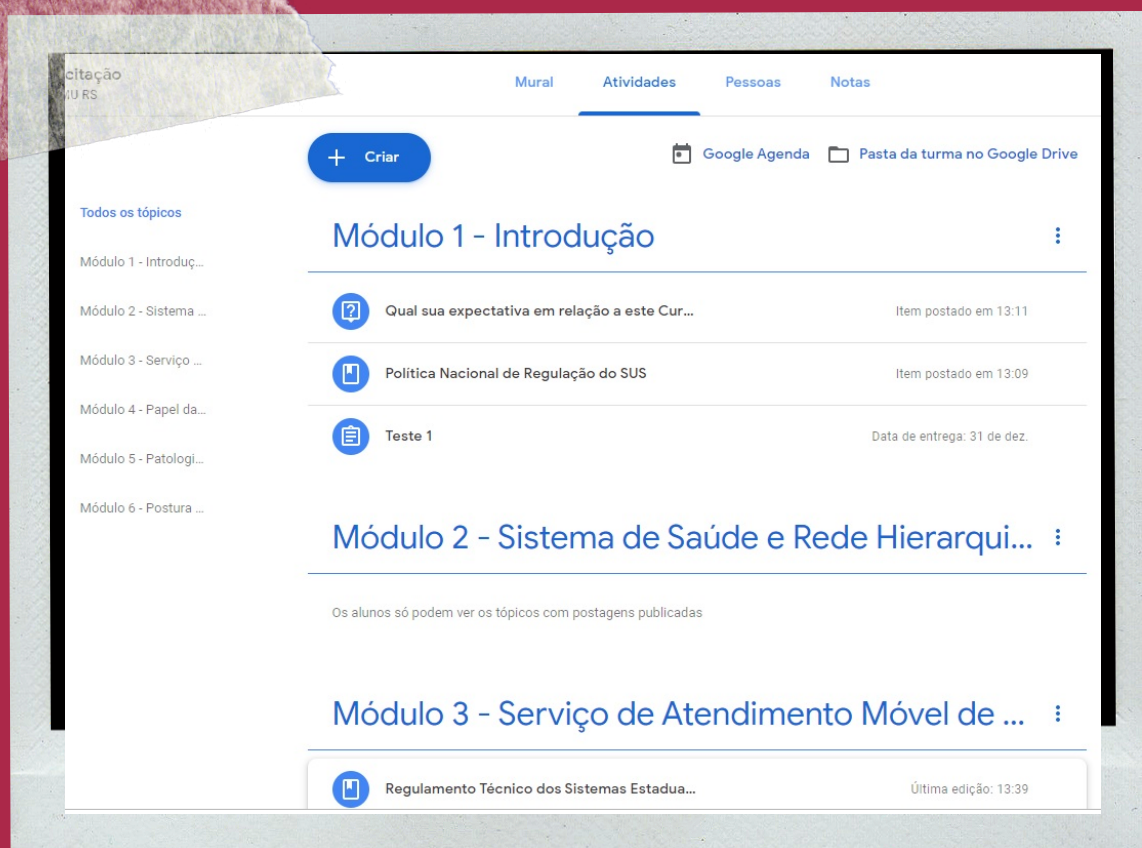 citação
MU RS
Mural Atividades Pessoas Notas
Criar
Google Agenda Pasta da turma no Google Drive
Todos os tópicos
Módulo 1 - Introduç...
Módulo 2 - Sistema ...
Módulo 3 - Serviço ...
Módulo 4 - Papel da...
Módulo 5 - Patologi...
Módulo 6 - Postura ...
Módulo 1 - Introdução
Qual sua expectativa em relação a este Cur... Item postado em 13:11
Política Nacional de Regulação do SUS Item postado em 13:09
Teste 1 Data de entrega: 31 de dez.
Módulo 2 - Sistema de Saúde e Rede Hierarqui...
Os alunos só podem ver os tópicos com postagens publicadas
Módulo 3 - Serviço de Atendimento Móvel de ...
Regulamento Técnico dos Sistemas Estadua... Última edição: 13:39